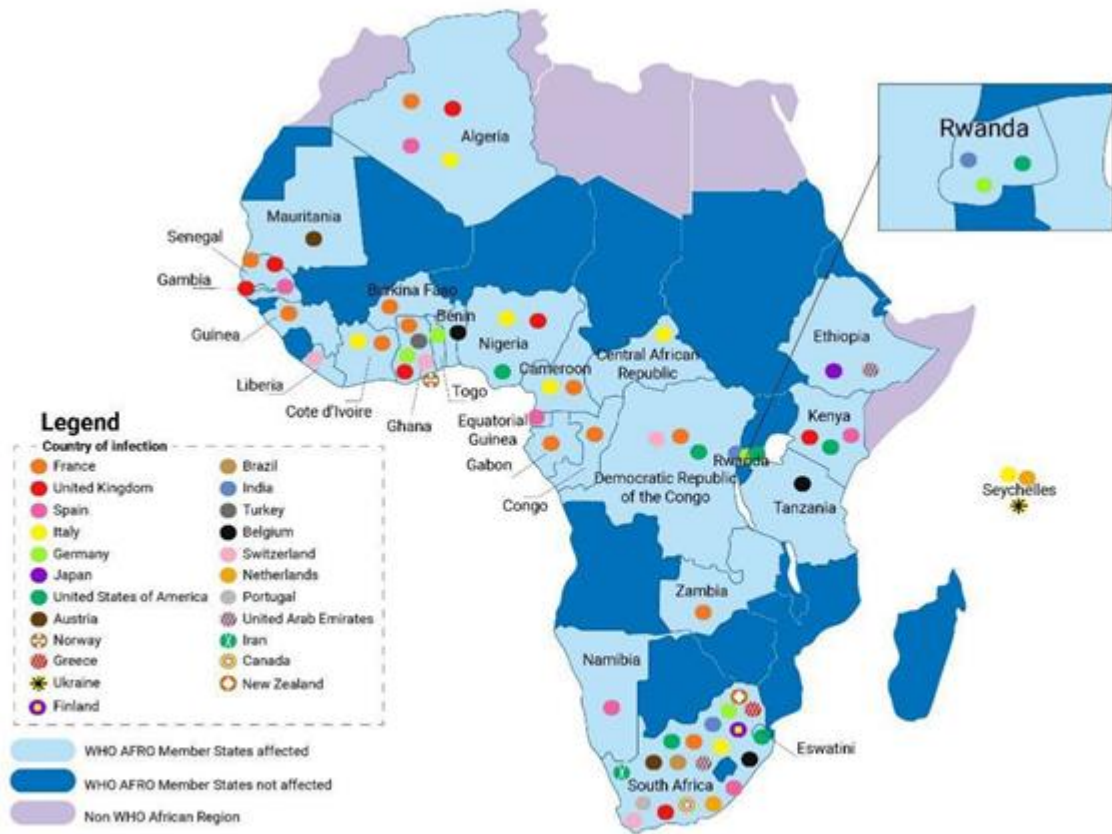 Algeria
Rwanda
Mauritania
Senegal
Gambia
Burkina Faso
Bénin
Guinea
Nigeria
Central African
Republic
Ethiopia
Cameroon
Liberia
Togo
Cote d'Ivoire
Ghana
Equatorial
Guinea
Gabon
Congo
Kenya
Rwanda
Democratic Republic
of the Congo
Tanzania
Seychelles
Zambia
Namibia
Eswatini
South Africa
Legend
Country of infection
France
United Kingdom
Spain
Italy
Germany
Japan
United States of America
Austria
Norway
Greece
Ukraine
Finland
Brazil
India
Turkey
Belgium
Switzerland
Netherlands
Portugal
United Arab Emirates
Iran
Canada
New Zealand
WHO AFRO Member States affected
WHO AFRO Member States not affected
Non WHO African Region